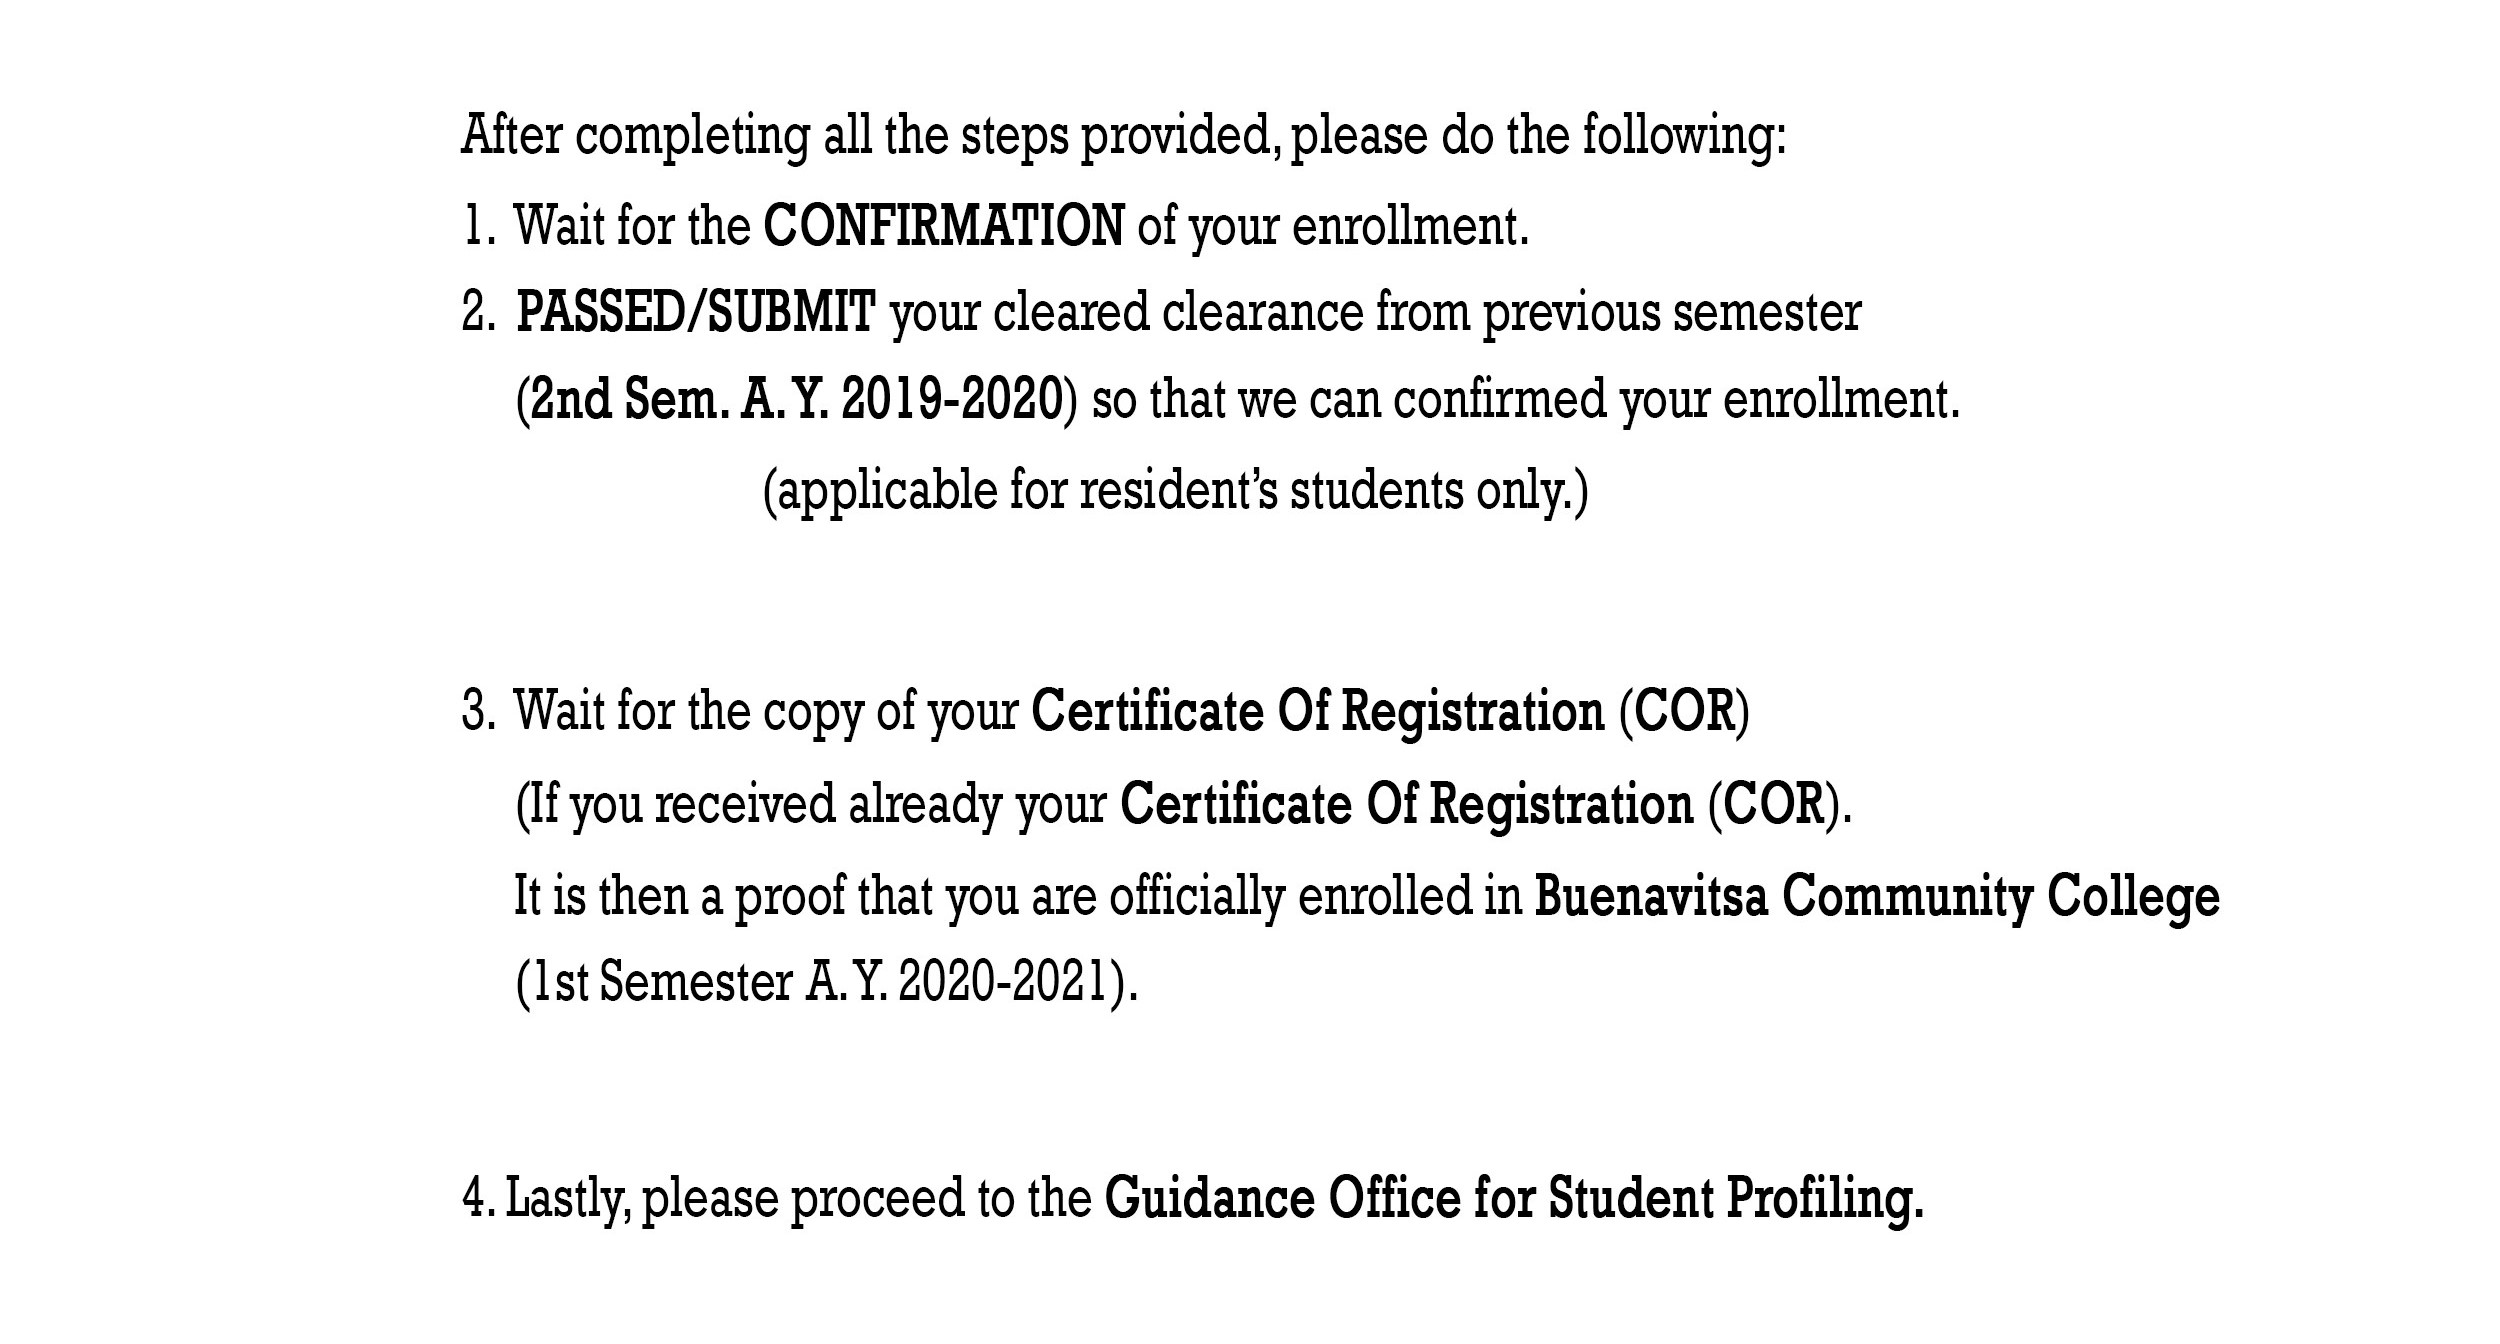 After completing all the steps provided, please do the following:
1. Wait for the CONFIRMATION of your enrollment.
2. PASSED/SUBMIT your cleared clearance from previous semester
(2nd Sem. A. Y. 2019-2020) so that we can confirmed your enrollment.
(applicable for resident’s students only.)
3. Wait for the copy of your Certificate Of Registration (COR)
(If you received already your Certificate Of Registration (COR).
It is then a proof that you are officially enrolled in Buenavitsa Community College
(1st Semester A. Y. 2020-2021).
4. Lastly, please proceed to the Guidance Office for Student Profiling.